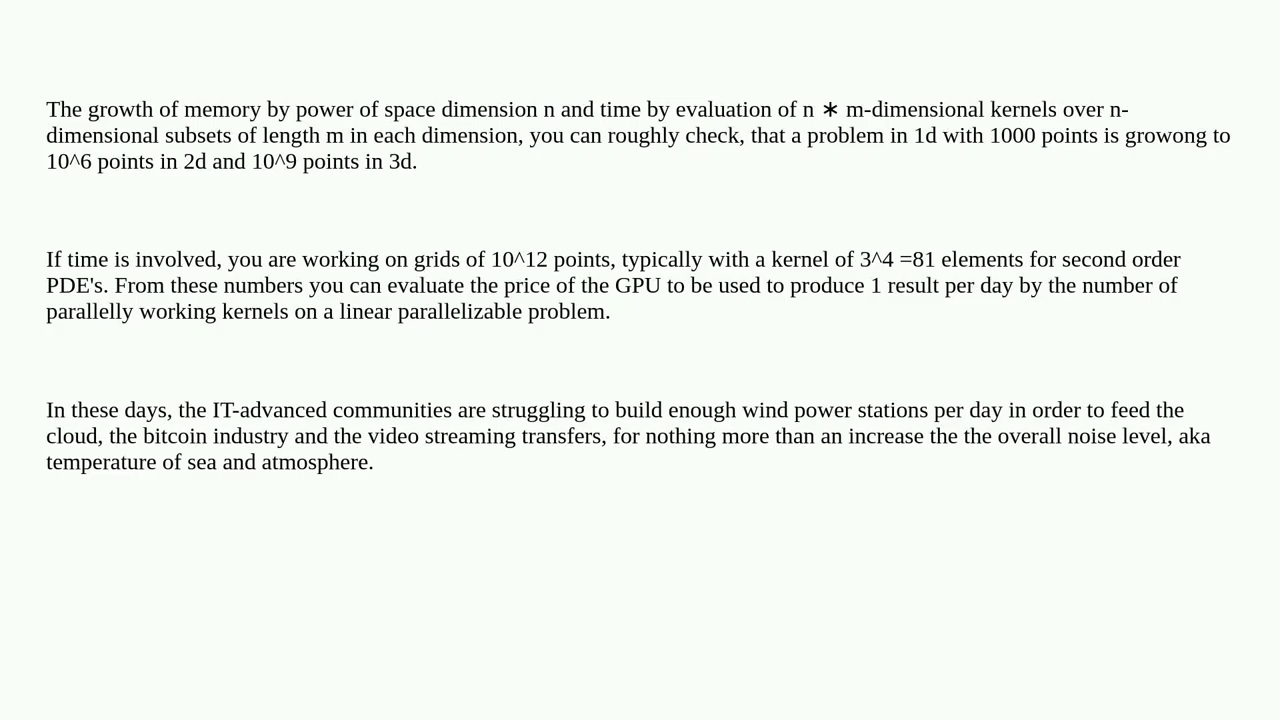 The growth of memory by power of space dimension n and time by evaluation of n ∗ m-dimensional kernels over n-
dimensional subsets of length m in each dimension, you can roughly check, that a problem in 1d with 1000 points is growong to
10^6 points in 2d and 10^9 points in 3d.
If time is involved, you are working on grids of 10^12 points, typically with a kernel of 3^4 =81 elements for second order
PDE's. From these numbers you can evaluate the price of the GPU to be used to produce 1 result per day by the number of
parallelly working kernels on a linear parallelizable problem.
In these days, the IT-advanced communities are struggling to build enough wind power stations per day in order to feed the
cloud, the bitcoin industry and the video streaming transfers, for nothing more than an increase the the overall noise level, aka
temperature of sea and atmosphere.